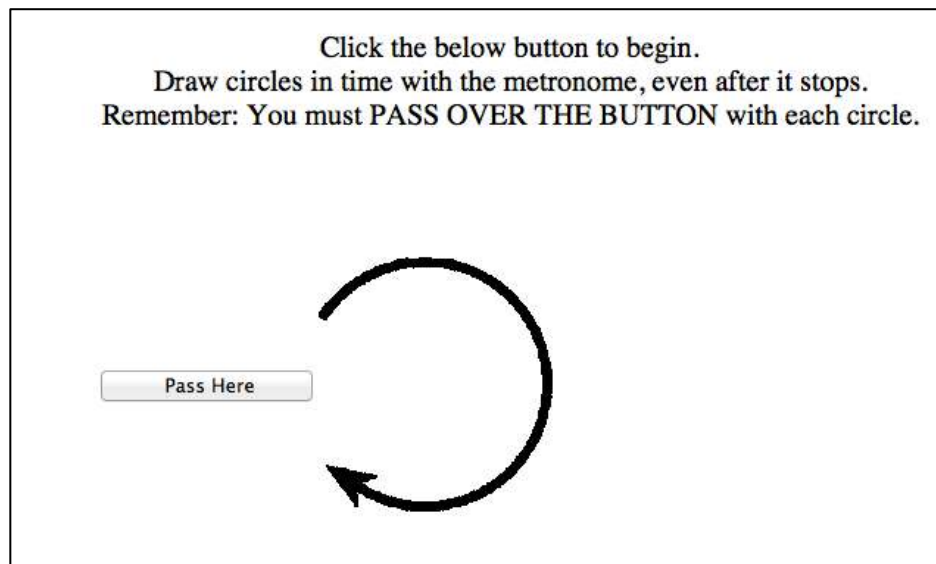 Click the below button to begin.
Draw circles in time with the metronome, even after it stops.
Remember: You must PASS OVER THE BUTTON with each circle.
Pass Here